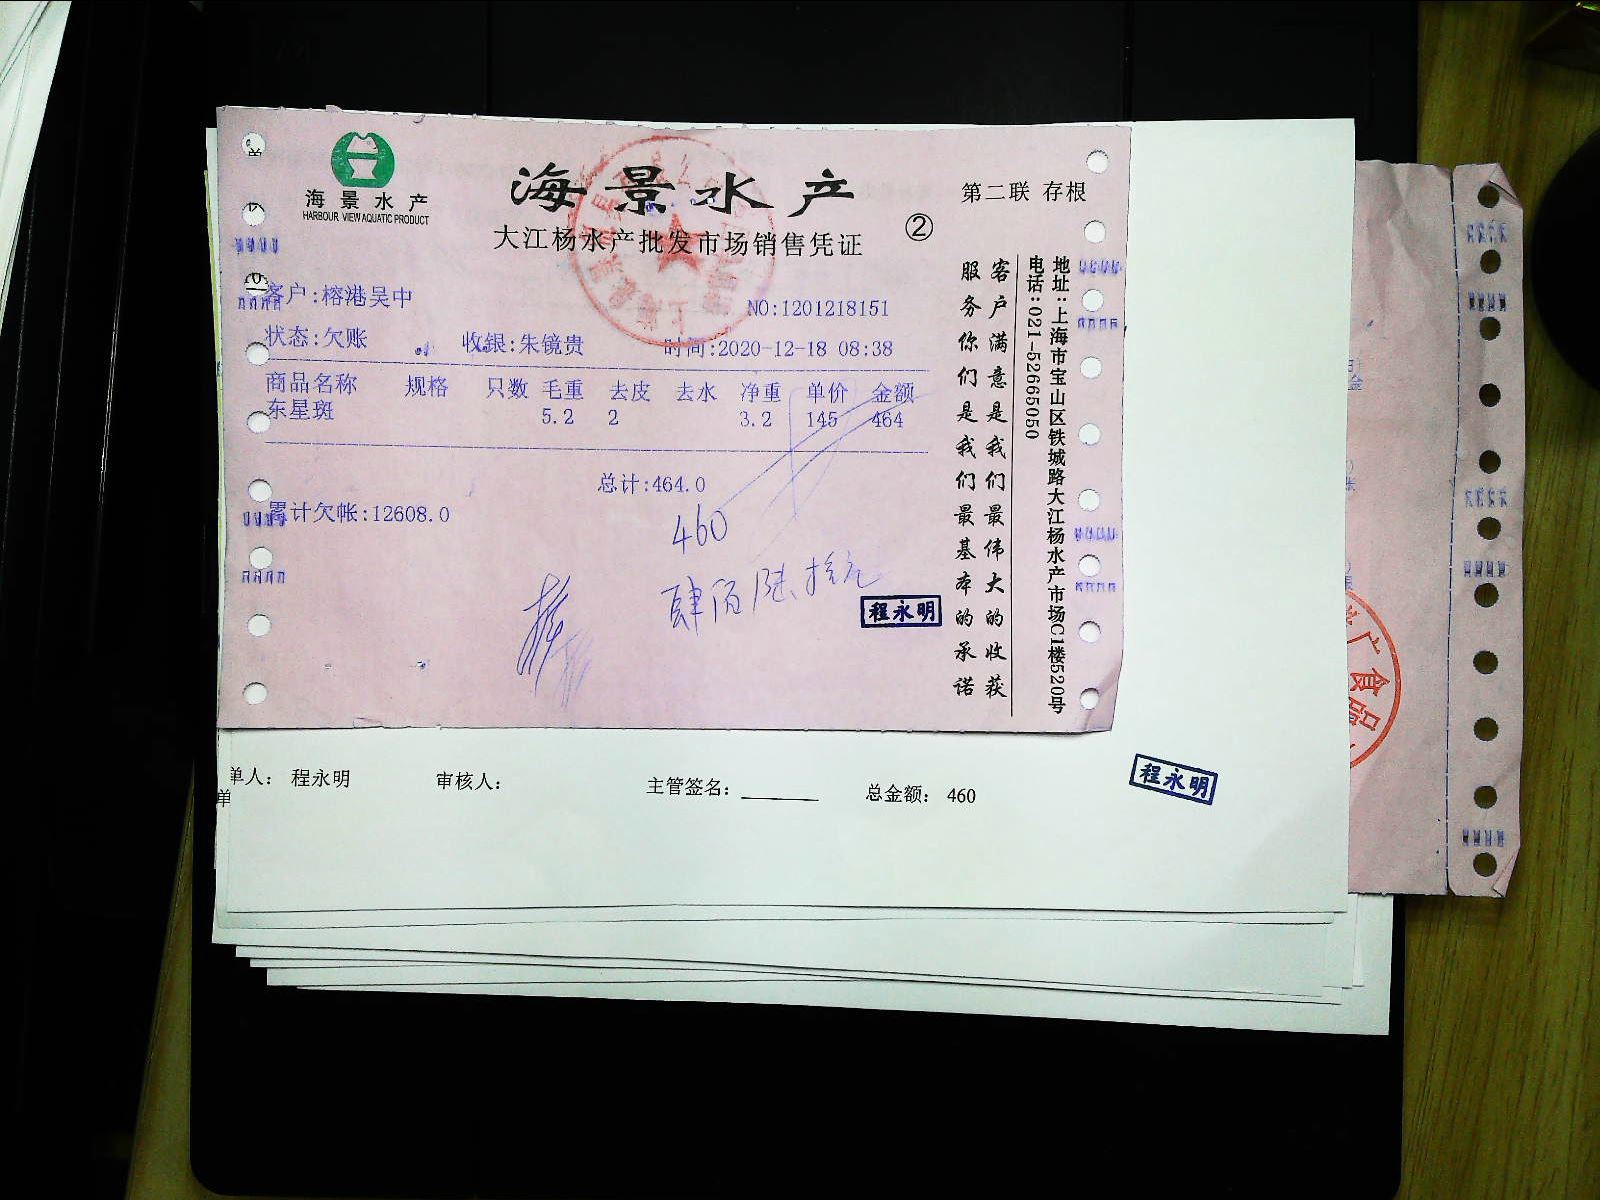 海景水产
HARBOUR VIEW AQUATIC PRODUCT
海景水产
大江杨水产批发市场销售凭证
②
第二联 存根
客户:榕港吴中
NO:1201218151
状态:欠账 收银:朱镜贵 时间:2020-12-18 08:38
商品名称 规格 只数 毛重 去皮 去水 净重 单价 金额
东星斑 5.2 2 3.2 145 464
总计:464.0
累计欠帐:12608.0
460
肆佰陆拾元
程永明
客户满意是我们最伟大的收获
服务你们是我们最基本的承诺
地址:上海市宝山区铁城路大江杨水产市场C1楼520号
电话:021-52665050
单人: 程永明 审核人: 主管签名: 总金额: 460
单
程永明
广食品